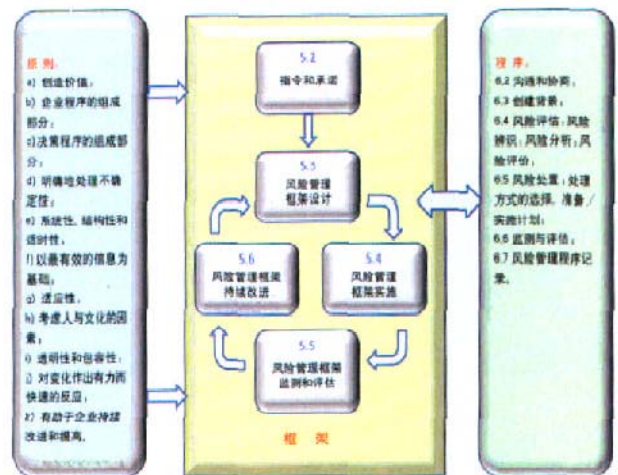 原则：
a）创造价值；
b）企业程序的组成
部分；
c)决策程序的组成部
分；
d）明确地处理不确
定性；
e）系统性、结构性和
适时性。
f)以最有效的信息为
基础；
g）适应性。
h）考虑人与文化的因
素；
i）透明性和包容性；
j）对变化作出有力而
快速的反应；
k）有助于企业持续
改进和提高。
5.2
指令和承诺
5.3
风险管理
框架设计
5.6
风险管理框架
持续改进
5.4
风险管理
框架实施
5.5
风险管理框架
监测和评估
框 架
程序：
6.2 沟通和协商；
6.3 创建背景；
6.4 风险评估：风险
辨识；风险分析；风
险评价；
6.5 风险处置：处理
方式的选择，准备／
实施计划；
6.6 监测与评估；
6.7 风险管理程序记
录。